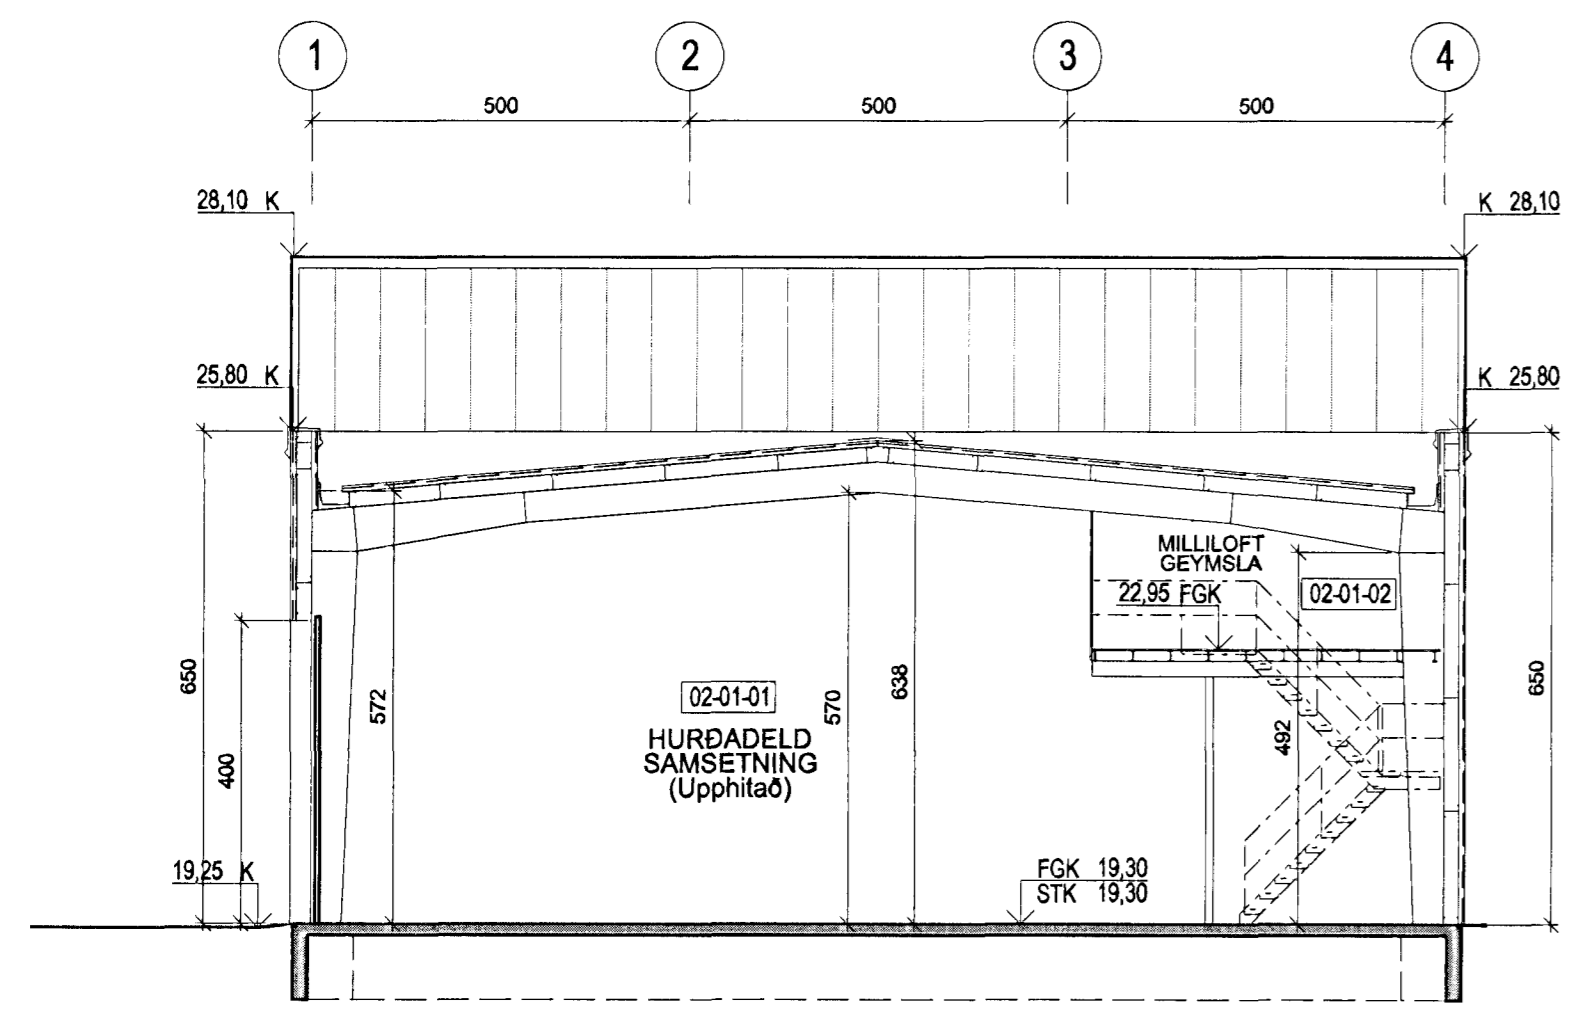 1 2 3 4
500 500 500
28,10 K
K 28,10
25,80 K
K 25,80
MILLILOFT
GEYMSLA
22,95 FGK
02-01-02
650
400
572
02-01-01
HURÐADELD
SAMSETNING
(Upphitað)
570
638
492
650
19,25 K
FGK 19,30
STK 19,30